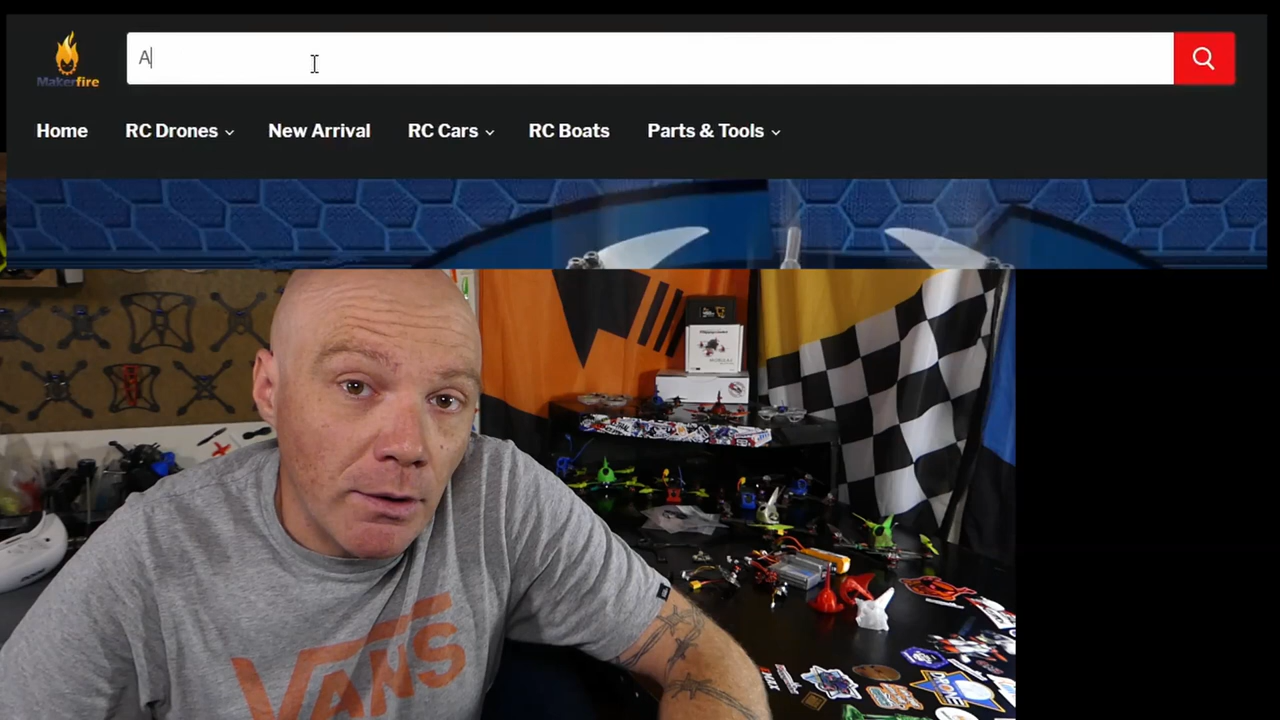 A
Makerfire
Home RC Drones New Arrival RC Cars RC Boats Parts & Tools
VANS